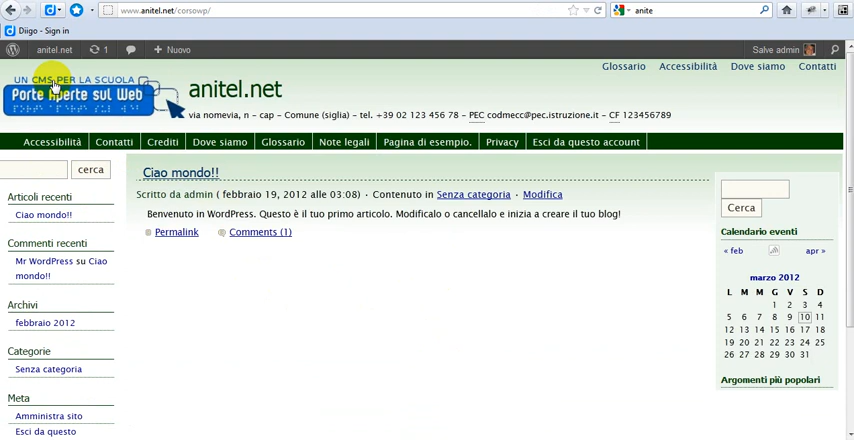 www.anitel.net/corsowp/
anite
Diigo - Sign in
anitel.net
1
+ Nuovo
Salve admin
Glossario
Accessibilità
Dove siamo
Contatti
UN CMS PER LA SCUOLA
Porte Aperte sul Web
anitel.net
via nomevia, n - cap - Comune (siglia) - tel. +39 02 123 456 78 - PEC codmecc@pec.istruzione.it - CF 123456789
Accessibilità
Contatti
Crediti
Dove siamo
Glossario
Note legali
Pagina di esempio.
Privacy
Esci da questo account
cerca
Articoli recenti
Ciao mondo!!
Commenti recenti
Mr WordPress su Ciao
mondo!!
Archivi
febbraio 2012
Categorie
Senza categoria
Meta
Amministra sito
Esci da questo
Ciao mondo!!
Scritto da admin ( febbraio 19, 2012 alle 03:08) · Contenuto in Senza categoria · Modifica
Benvenuto in WordPress. Questo è il tuo primo articolo. Modificalo o cancellalo e inizia a creare il tuo blog!
Permalink
Comments (1)
Cerca
Calendario eventi
« feb
apr »
marzo 2012
L M M G V S D
1 2 3 4
5 6 7 8 9 10 11
12 13 14 15 16 17 18
19 20 21 22 23 24 25
26 27 28 29 30 31
Argomenti più popolari